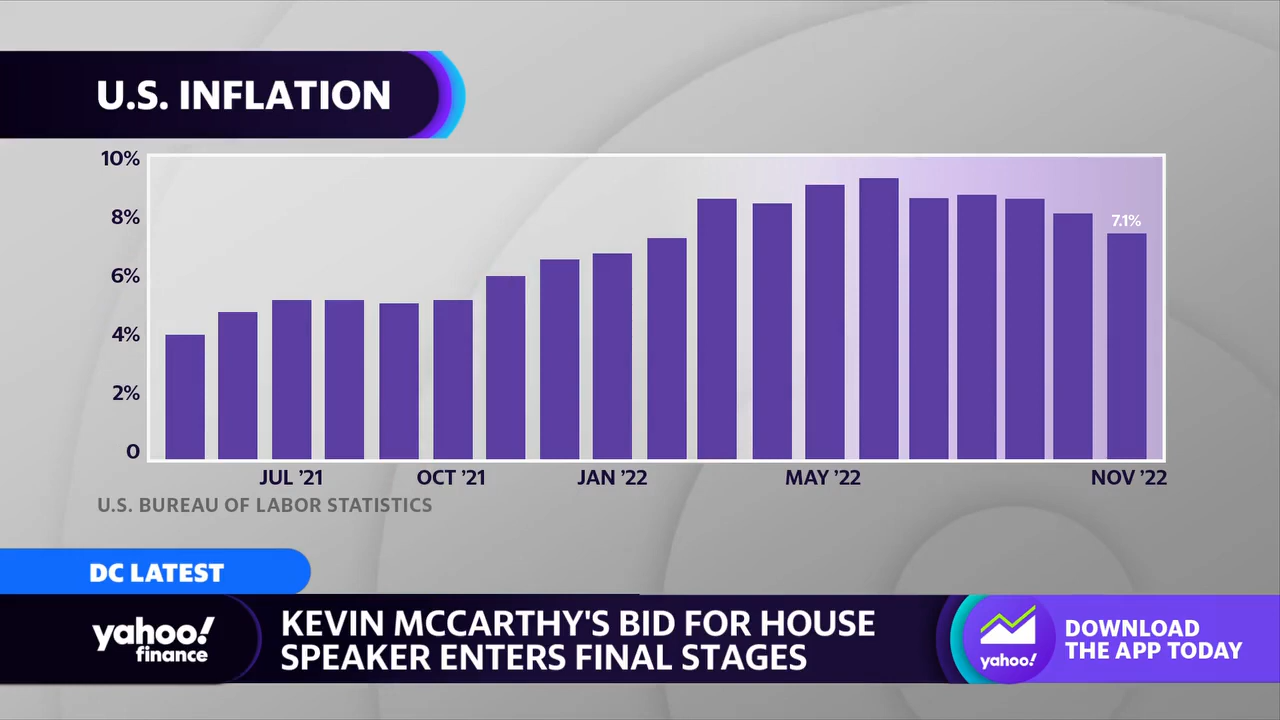 U.S. INFLATION
10%
8%
6%
4%
2%
0
7.1%
JUL ’21 OCT ’21 JAN ’22 MAY ’22 NOV ’22
U.S. BUREAU OF LABOR STATISTICS
DC LATEST
yahoo!
finance
KEVIN MCCARTHY'S BID FOR HOUSE
SPEAKER ENTERS FINAL STAGES
yahoo!
DOWNLOAD
THE APP TODAY